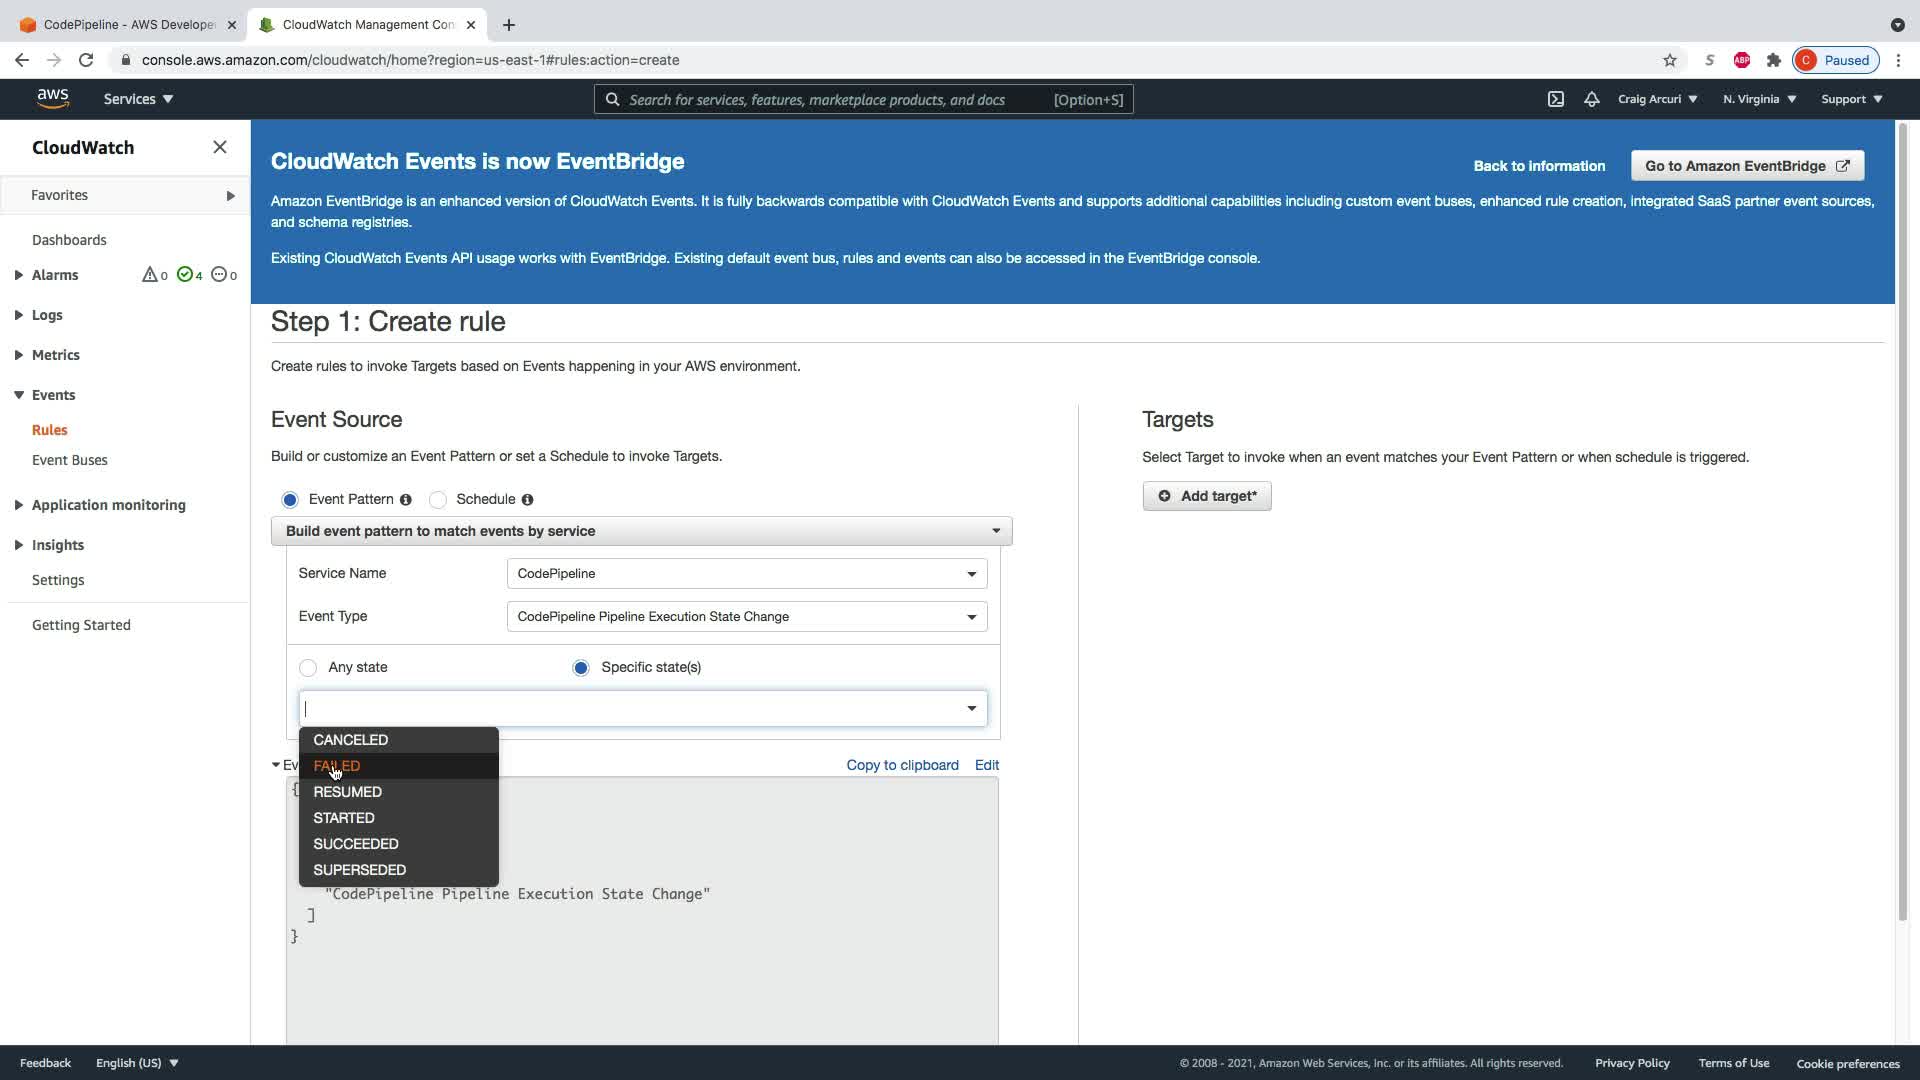 CodePipeline - AWS Develope
CloudWatch Management Con
console.aws.amazon.com/cloudwatch/home?region=us-east-1#rules:action=create
S
ABP
C
Paused
aws
Services
Search for services, features, marketplace products, and docs
[Option+S]
Craig Arcuri
N. Virginia
Support
CloudWatch
Favorites
Dashboards
Alarms
0
4
0
Logs
Metrics
Events
Rules
Event Buses
Application monitoring
Insights
Settings
Getting Started
CloudWatch Events is now EventBridge
Back to information
Go to Amazon EventBridge
Amazon EventBridge is an enhanced version of CloudWatch Events. It is fully backwards compatible with CloudWatch Events and supports additional capabilities including custom event buses, enhanced rule creation, integrated SaaS partner event sources,
and schema registries.
Existing CloudWatch Events API usage works with EventBridge. Existing default event bus, rules and events can also be accessed in the EventBridge console.
Step 1: Create rule
Create rules to invoke Targets based on Events happening in your AWS environment.
Event Source
Build or customize an Event Pattern or set a Schedule to invoke Targets.
Event Pattern
Schedule
Build event pattern to match events by service
Service Name
CodePipeline
Event Type
CodePipeline Pipeline Execution State Change
Any state
Specific state(s)
CANCELED
FAILED
RESUMED
STARTED
SUCCEEDED
SUPERSEDED
Ev
Copy to clipboard
Edit
{
"CodePipeline Pipeline Execution State Change"
]
}
Targets
Select Target to invoke when an event matches your Event Pattern or when schedule is triggered.
Add target*
Feedback
English (US)
© 2008 - 2021, Amazon Web Services, Inc. or its affiliates. All rights reserved.
Privacy Policy
Terms of Use
Cookie preferences